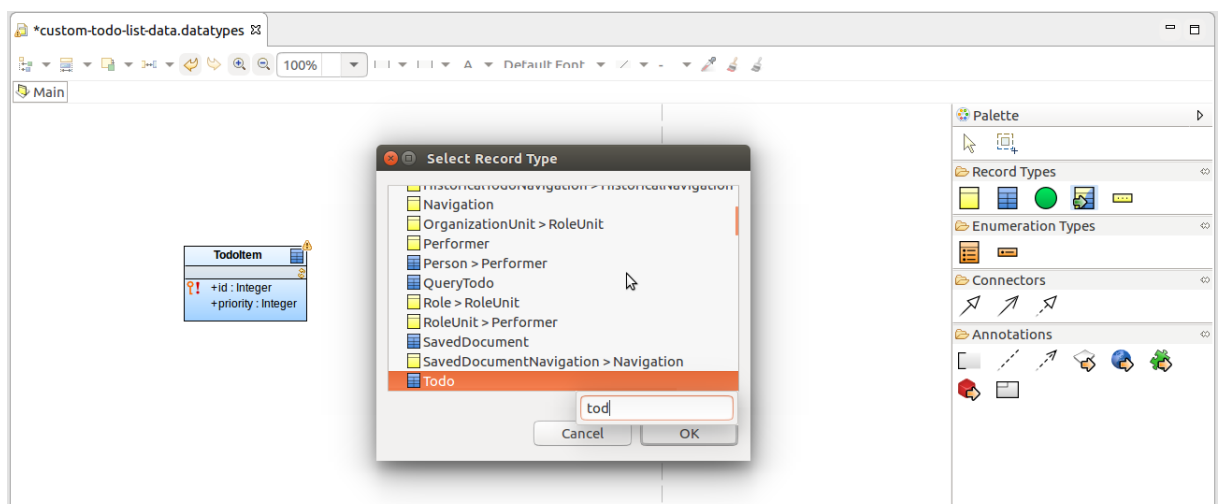 *custom-todo-list-data.datatypes
100%
A Default Font
Main
Palette
Record Types
Enumeration Types
Connectors
Annotations
TodoItem
+id : Integer
+priority : Integer
Select Record Type
HistoricalTodoNavigation > HistoricalNavigation
Navigation
OrganizationUnit > RoleUnit
Performer
Person > Performer
QueryTodo
Role > RoleUnit
RoleUnit > Performer
SavedDocument
SavedDocumentNavigation > Navigation
Todo
tod
Cancel
OK